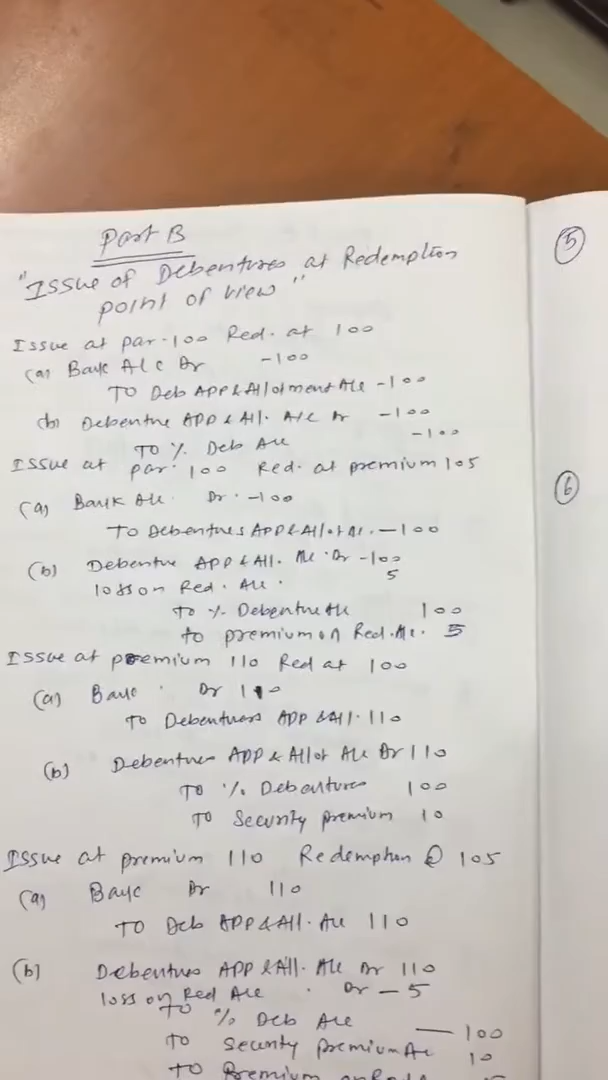 Part B
"Issue of Debentures at Redemption
point of view"
Issue at par 100 Red. at 100
(a) Bank A/c Dr -100
To Deb APP & Allotment A/c -100
(b) Debenture APP & All. A/c Dr -100
To % Deb A/c -100
Issue at par 100 Red. at premium 105
(a) Bank A/c Dr. -100
To Debentures App & Allot A/c. -100
(b) Debenture APP & All. A/c Dr -100
loss on Red. A/c. 5
To % Debenture A/c 100
to premium on Red. A/c. 5
Issue at premium 110 Red at 100
(a) Bank Dr 110
To Debentures APP & All. 110
(b) Debentures APP & Allot A/c Dr 110
To % Debentures 100
To Security premium 10
Issue at premium 110 Redemption @ 105
(a) Bank Dr 110
To Deb APP & All. A/c 110
(b) Debentures APP & All. A/c Dr 110
loss on Red A/c Dr - 5
To % Deb A/c - 100
To Security premium A/c 10
To Premium on
5
6